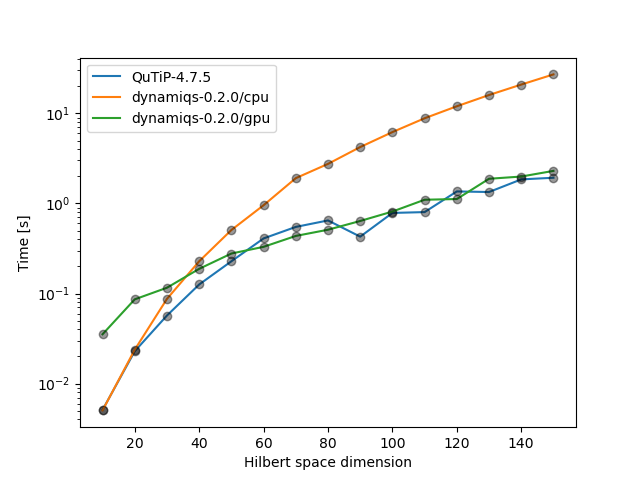 QuTiP-4.7.5
dynamiqs-0.2.0/cpu
dynamiqs-0.2.0/gpu
Time [s]
10¹
10⁰
10⁻¹
10⁻²
20 40 60 80 100 120 140
Hilbert space dimension